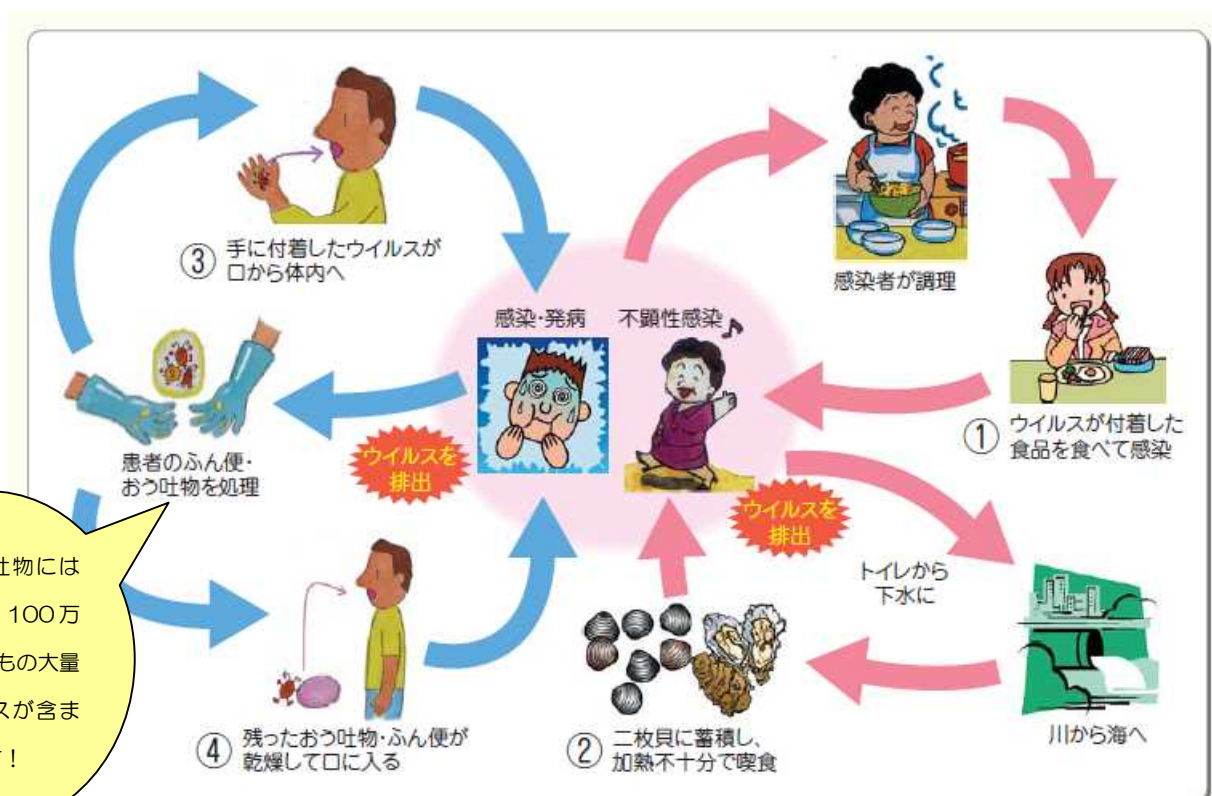 ③ 手に付着したウイルスが
口から体内へ
感染者が調理
感染・発病
不顕性感染♪
① ウイルスが付着した
食品を食べて感染
患者のふん便・
おう吐物を処理
ウイルスを
排出
ウイルスを
排出
トイレから
下水に
吐物には
100万
もの大量
スが含ま
！
④ 残ったおう吐物・ふん便が
乾燥して口に入る
② 二枚貝に蓄積し、
加熱不十分で喫食
川から海へ